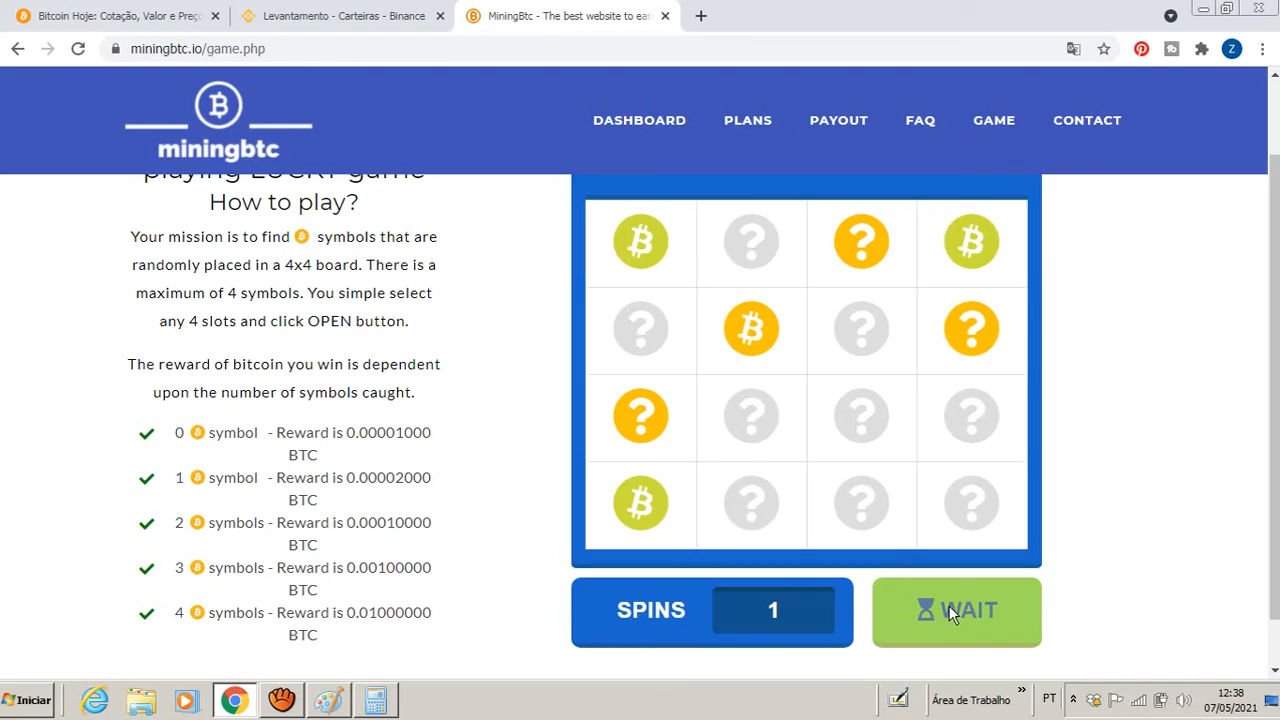 Bitcoin Hoje: Cotação, Valor e Preç
Levantamento - Carteiras - Binance
MiningBtc - The best website to ear
miningbtc.io/game.php
Z
miningbtc
DASHBOARD PLANS PAYOUT FAQ GAME CONTACT
playing LUCKY game
How to play?
Your mission is to find symbols that are
randomly placed in a 4x4 board. There is a
maximum of 4 symbols. You simple select
any 4 slots and click OPEN button.
The reward of bitcoin you win is dependent
upon the number of symbols caught.
0 symbol - Reward is 0.00001000
BTC
1 symbol - Reward is 0.00002000
BTC
2 symbols - Reward is 0.00010000
BTC
3 symbols - Reward is 0.00100000
BTC
4 symbols - Reward is 0.01000000
BTC
? ?
? ? ?
? ? ? ?
? ? ?
SPINS 1
WAIT
Iniciar
Área de Trabalho
PT
12:38
07/05/2021